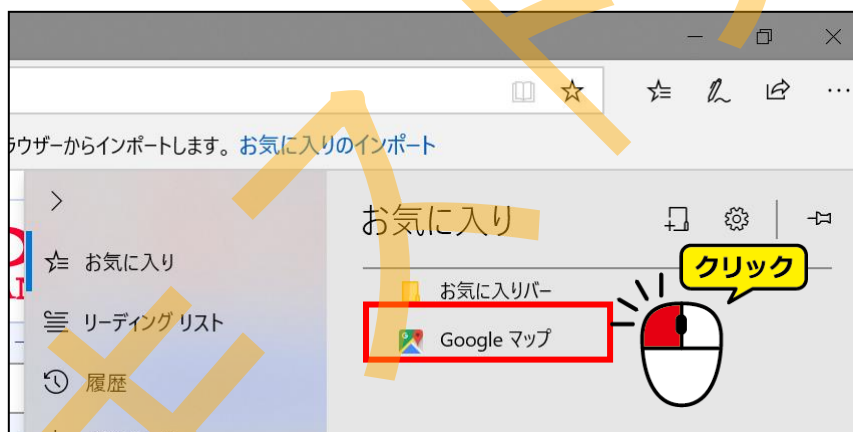 ラウザーからインポートします。お気に入りのインポート
お気に入り
お気に入り
クリック
お気に入りバー
リーディング リスト
Google マップ
履歴